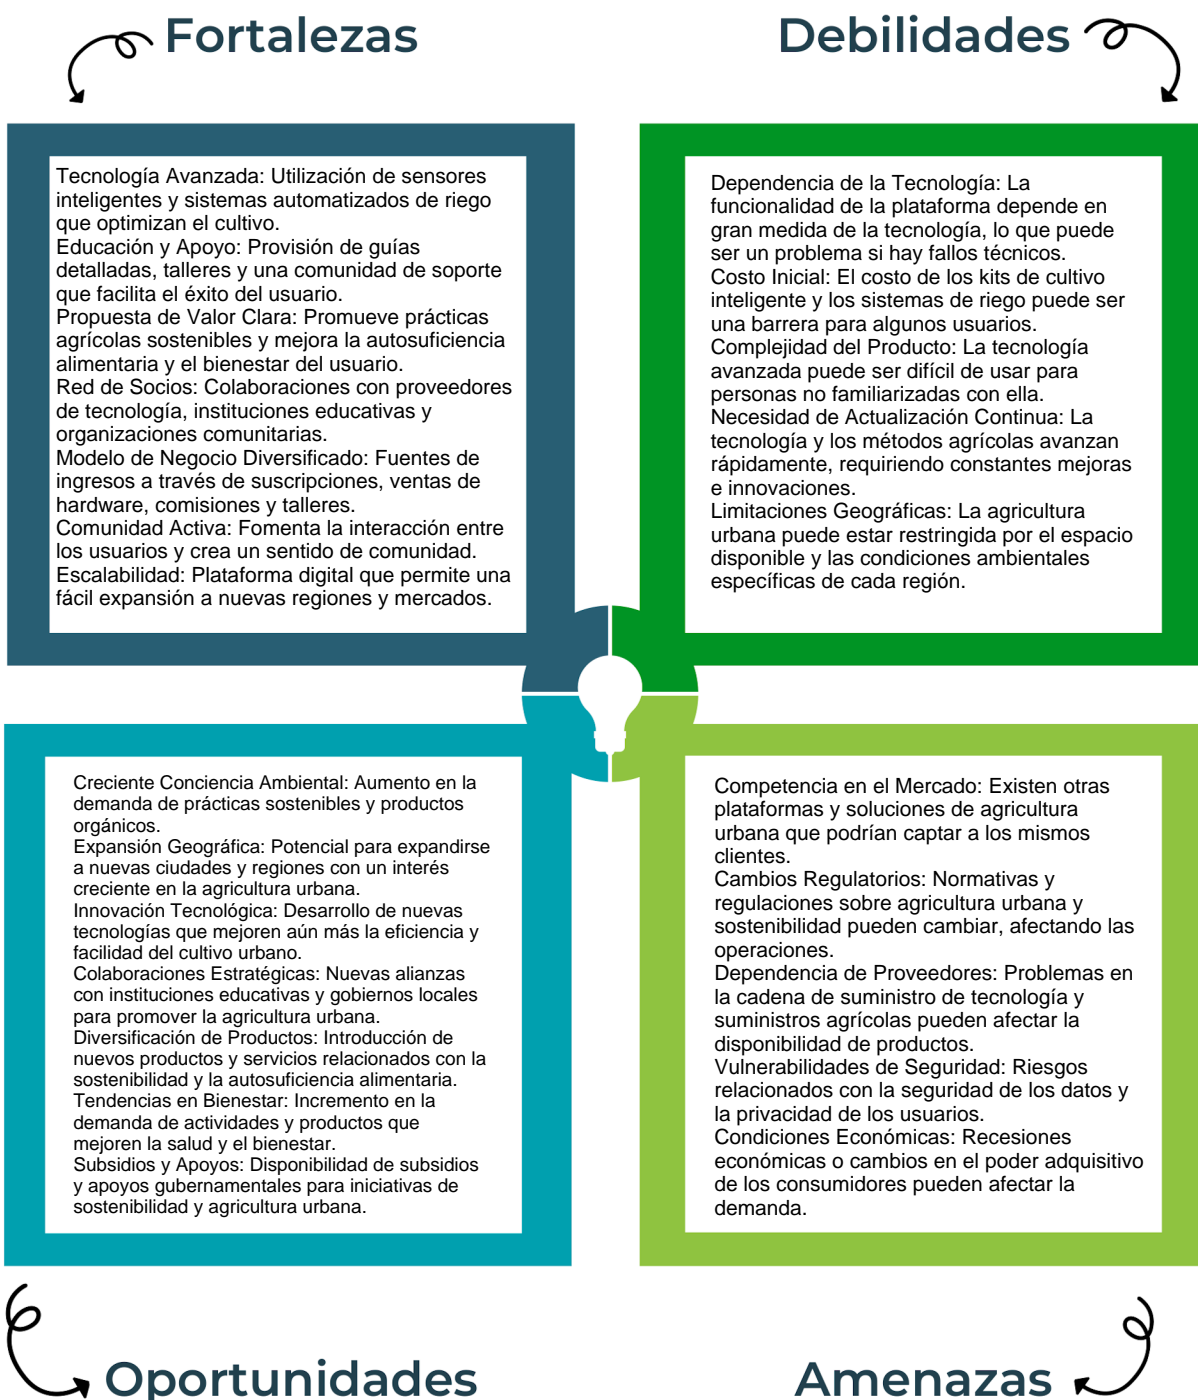 Fortalezas
Tecnología Avanzada: Utilización de sensores
inteligentes y sistemas automatizados de riego
que optimizan el cultivo.
Educación y Apoyo: Provisión de guías
detalladas, talleres y una comunidad de soporte
que facilita el éxito del usuario.
Propuesta de Valor Clara: Promueve prácticas
agrícolas sostenibles y mejora la autosuficiencia
alimentaria y el bienestar del usuario.
Red de Socios: Colaboraciones con proveedores
de tecnología, instituciones educativas y
organizaciones comunitarias.
Modelo de Negocio Diversificado: Fuentes de
ingresos a través de suscripciones, ventas de
hardware, comisiones y talleres.
Comunidad Activa: Fomenta la interacción entre
los usuarios y crea un sentido de comunidad.
Escalabilidad: Plataforma digital que permite una
fácil expansión a nuevas regiones y mercados.
Debilidades
Dependencia de la Tecnología: La
funcionalidad de la plataforma depende en
gran medida de la tecnología, lo que puede
ser un problema si hay fallos técnicos.
Costo Inicial: El costo de los kits de cultivo
inteligente y los sistemas de riego puede ser
una barrera para algunos usuarios.
Complejidad del Producto: La tecnología
avanzada puede ser difícil de usar para
personas no familiarizadas con ella.
Necesidad de Actualización Continua: La
tecnología y los métodos agrícolas avanzan
rápidamente, requiriendo constantes mejoras
e innovaciones.
Limitaciones Geográficas: La agricultura
urbana puede estar restringida por el espacio
disponible y las condiciones ambientales
específicas de cada región.
Creciente Conciencia Ambiental: Aumento en la
demanda de prácticas sostenibles y productos
orgánicos.
Expansión Geográfica: Potencial para expandirse
a nuevas ciudades y regiones con un interés
creciente en la agricultura urbana.
Innovación Tecnológica: Desarrollo de nuevas
tecnologías que mejoren aún más la eficiencia y
facilidad del cultivo urbano.
Colaboraciones Estratégicas: Nuevas alianzas
con instituciones educativas y gobiernos locales
para promover la agricultura urbana.
Diversificación de Productos: Introducción de
nuevos productos y servicios relacionados con la
sostenibilidad y la autosuficiencia alimentaria.
Tendencias en Bienestar: Incremento en la
demanda de actividades y productos que
mejoren la salud y el bienestar.
Subsidios y Apoyos: Disponibilidad de subsidios
y apoyos gubernamentales para iniciativas de
sostenibilidad y agricultura urbana.
Oportunidades
Competencia en el Mercado: Existen otras
plataformas y soluciones de agricultura
urbana que podrían captar a los mismos
clientes.
Cambios Regulatorios: Normativas y
regulaciones sobre agricultura urbana y
sostenibilidad pueden cambiar, afectando las
operaciones.
Dependencia de Proveedores: Problemas en
la cadena de suministro de tecnología y
suministros agrícolas pueden afectar la
disponibilidad de productos.
Vulnerabilidades de Seguridad: Riesgos
relacionados con la seguridad de los datos y
la privacidad de los usuarios.
Condiciones Económicas: Recesiones
económicas o cambios en el poder adquisitivo
de los consumidores pueden afectar la
demanda.
Amenazas